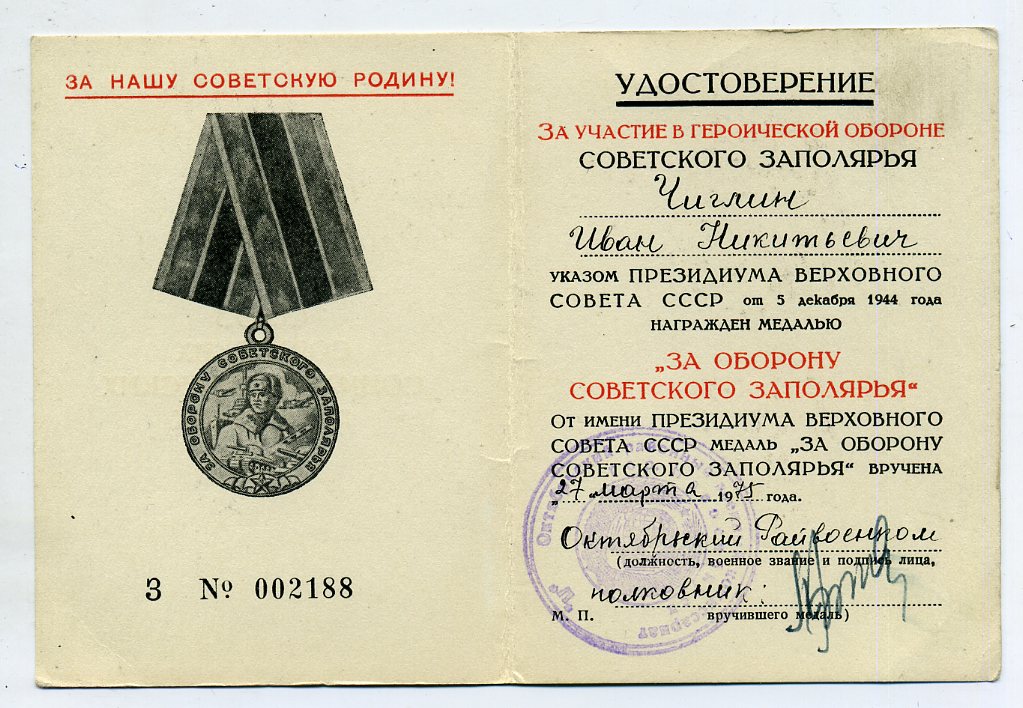 ЗА НАШУ СОВЕТСКУЮ РОДИНУ!
ЗА ОБОРОНУ СОВЕТСКОГО ЗАПОЛЯРЬЯ
З № 002188
УДОСТОВЕРЕНИЕ
ЗА УЧАСТИЕ В ГЕРОИЧЕСКОЙ ОБОРОНЕ
СОВЕТСКОГО ЗАПОЛЯРЬЯ
Чиглин
Иван Никитьевич
УКАЗОМ ПРЕЗИДИУМА ВЕРХОВНОГО
СОВЕТА СССР от 5 декабря 1944 года
НАГРАЖДЕН МЕДАЛЬЮ
„ЗА ОБОРОНУ
СОВЕТСКОГО ЗАПОЛЯРЬЯ“
От имени ПРЕЗИДИУМА ВЕРХОВНОГО
СОВЕТА СССР МЕДАЛЬ „ЗА ОБОРОНУ
СОВЕТСКОГО ЗАПОЛЯРЬЯ“ ВРУЧЕНА
„27“ марта 1975 года.
Октябрьский Райвоенком
(должность, военное звание и подпись лица,
полковник:
М. П. вручившего медаль)
Октябрьский районный